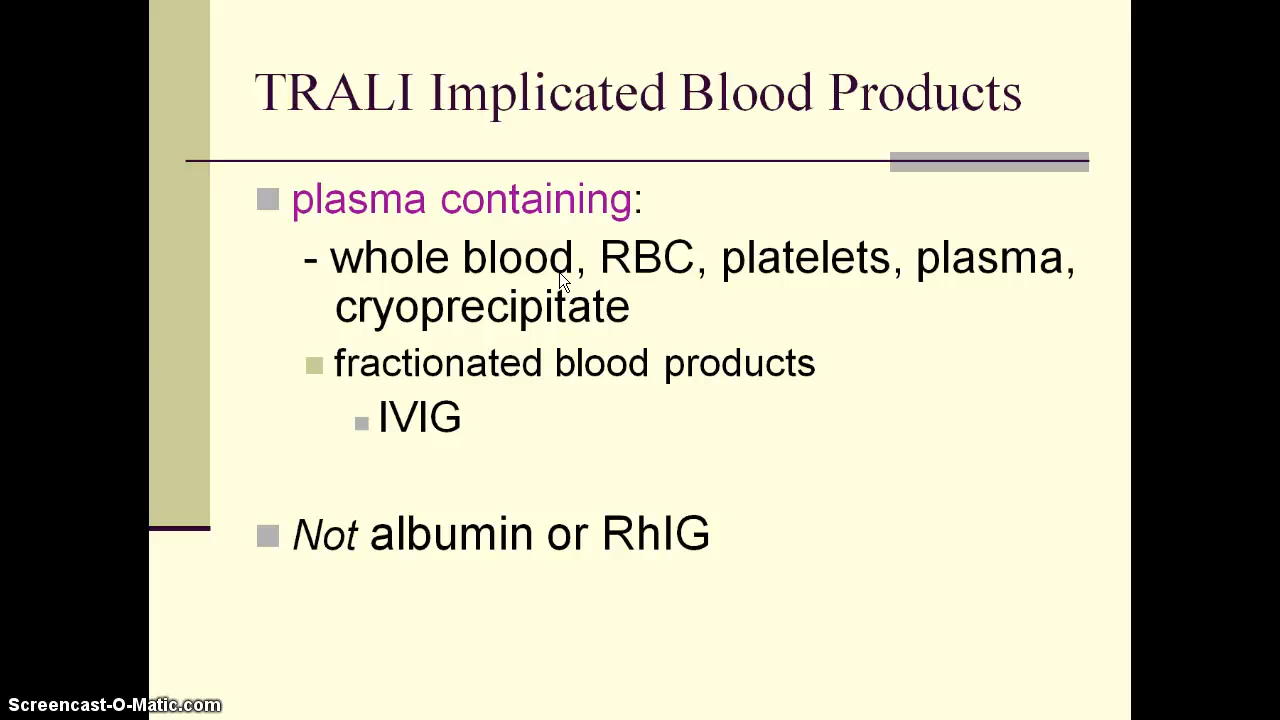 TRALI Implicated Blood Products
plasma containing:
- whole blood, RBC, platelets, plasma,
cryoprecipitate
fractionated blood products
IVIG
Not albumin or RhIG
Screencast-O-Matic.com